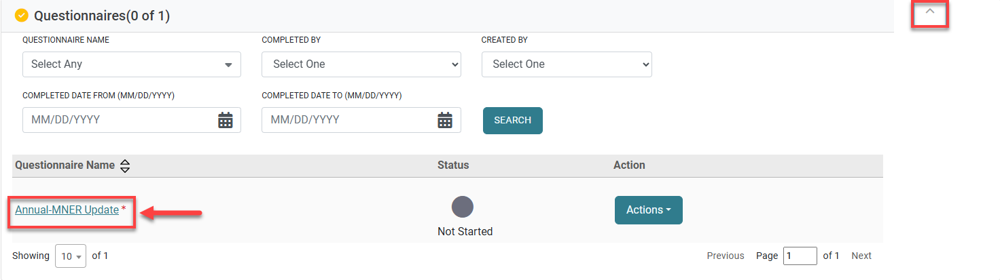 Questionnaires(0 of 1)
QUESTIONNAIRE NAME COMPLETED BY CREATED BY
Select Any Select One Select One
COMPLETED DATE FROM (MM/DD/YYYY) COMPLETED DATE TO (MM/DD/YYYY)
MM/DD/YYYY MM/DD/YYYY SEARCH
Questionnaire Name Status Action
Annual-MNER Update * Actions
Not Started
Showing 10 of 1 Previous Page 1 of 1 Next